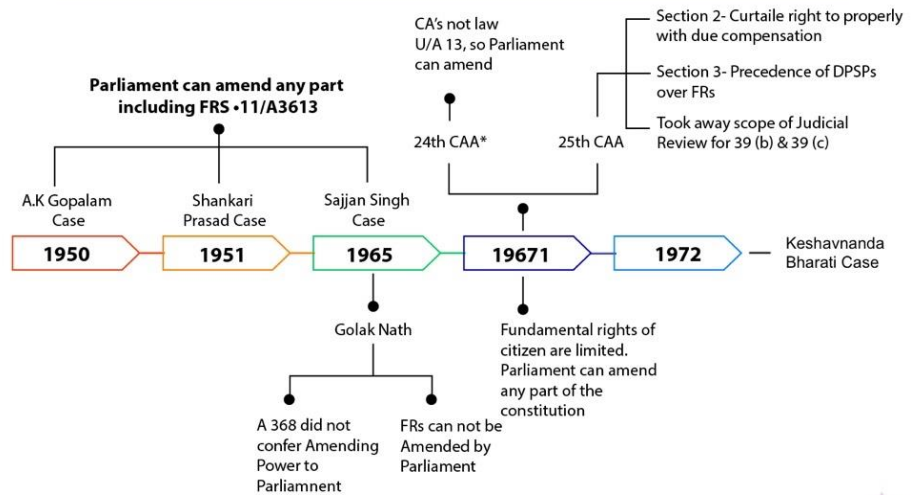 CA's not law
U/A 13, so Parliament
can amend
Section 2- Curtaile right to properly
with due compensation
Section 3- Precedence of DPSPs
over FRs
Took away scope of Judicial
Review for 39 (b) & 39 (c)
Parliament can amend any part
including FRS •11/A3613
24th CAA*
25th CAA
A.K Gopalam
Case
Shankari
Prasad Case
Sajjan Singh
Case
1950
1951
1965
19671
1972
Keshavnanda
Bharati Case
Golak Nath
A 368 did not
confer Amending
Power to
Parliamnent
FRs can not be
Amended by
Parliament
Fundamental rights of
citizen are limited.
Parliament can amend
any part of the
constitution